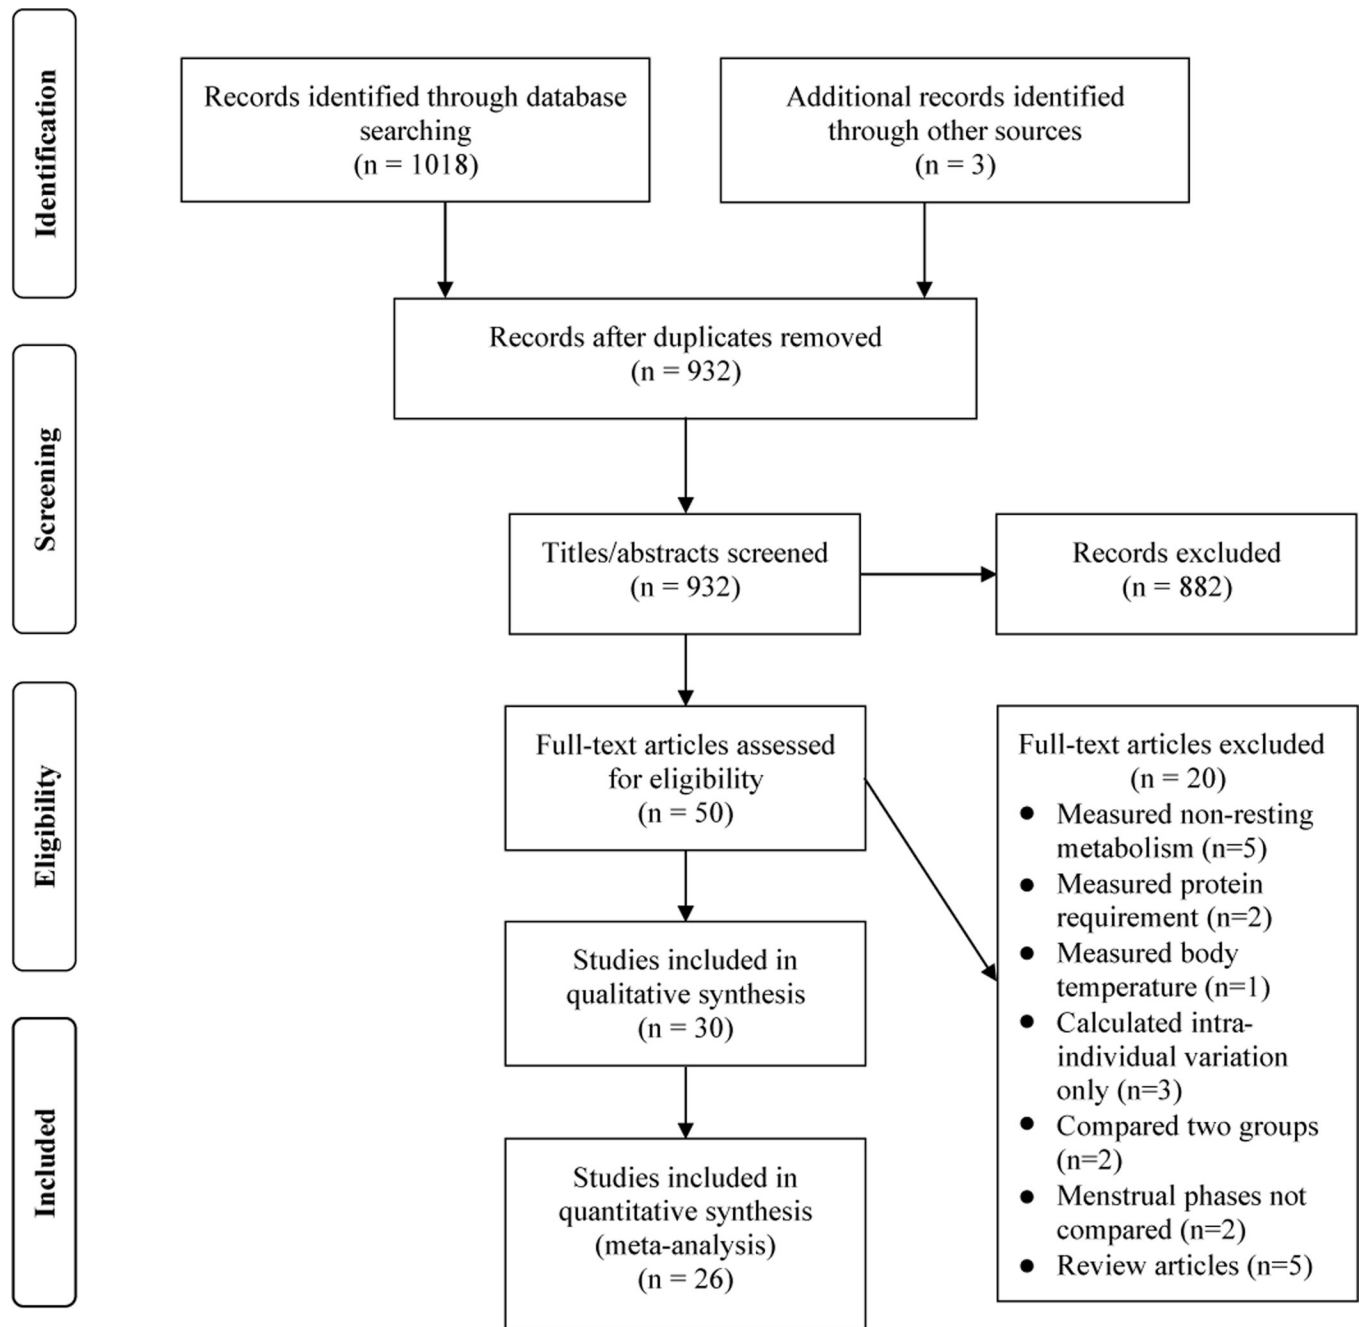 Identification
Records identified through database
searching
(n = 1018)
Additional records identified
through other sources
(n = 3)
Records after duplicates removed
(n = 932)
Screening
Titles/abstracts screened
(n = 932)
Records excluded
(n = 882)
Eligibility
Full-text articles assessed
for eligibility
(n = 50)
Full-text articles excluded
(n = 20)
● Measured non-resting
metabolism (n=5)
● Measured protein
requirement (n=2)
● Measured body
temperature (n=1)
● Calculated intra-
individual variation
only (n=3)
● Compared two groups
(n=2)
● Menstrual phases not
compared (n=2)
● Review articles (n=5)
Studies included in
qualitative synthesis
(n = 30)
Included
Studies included in
quantitative synthesis
(meta-analysis)
(n = 26)